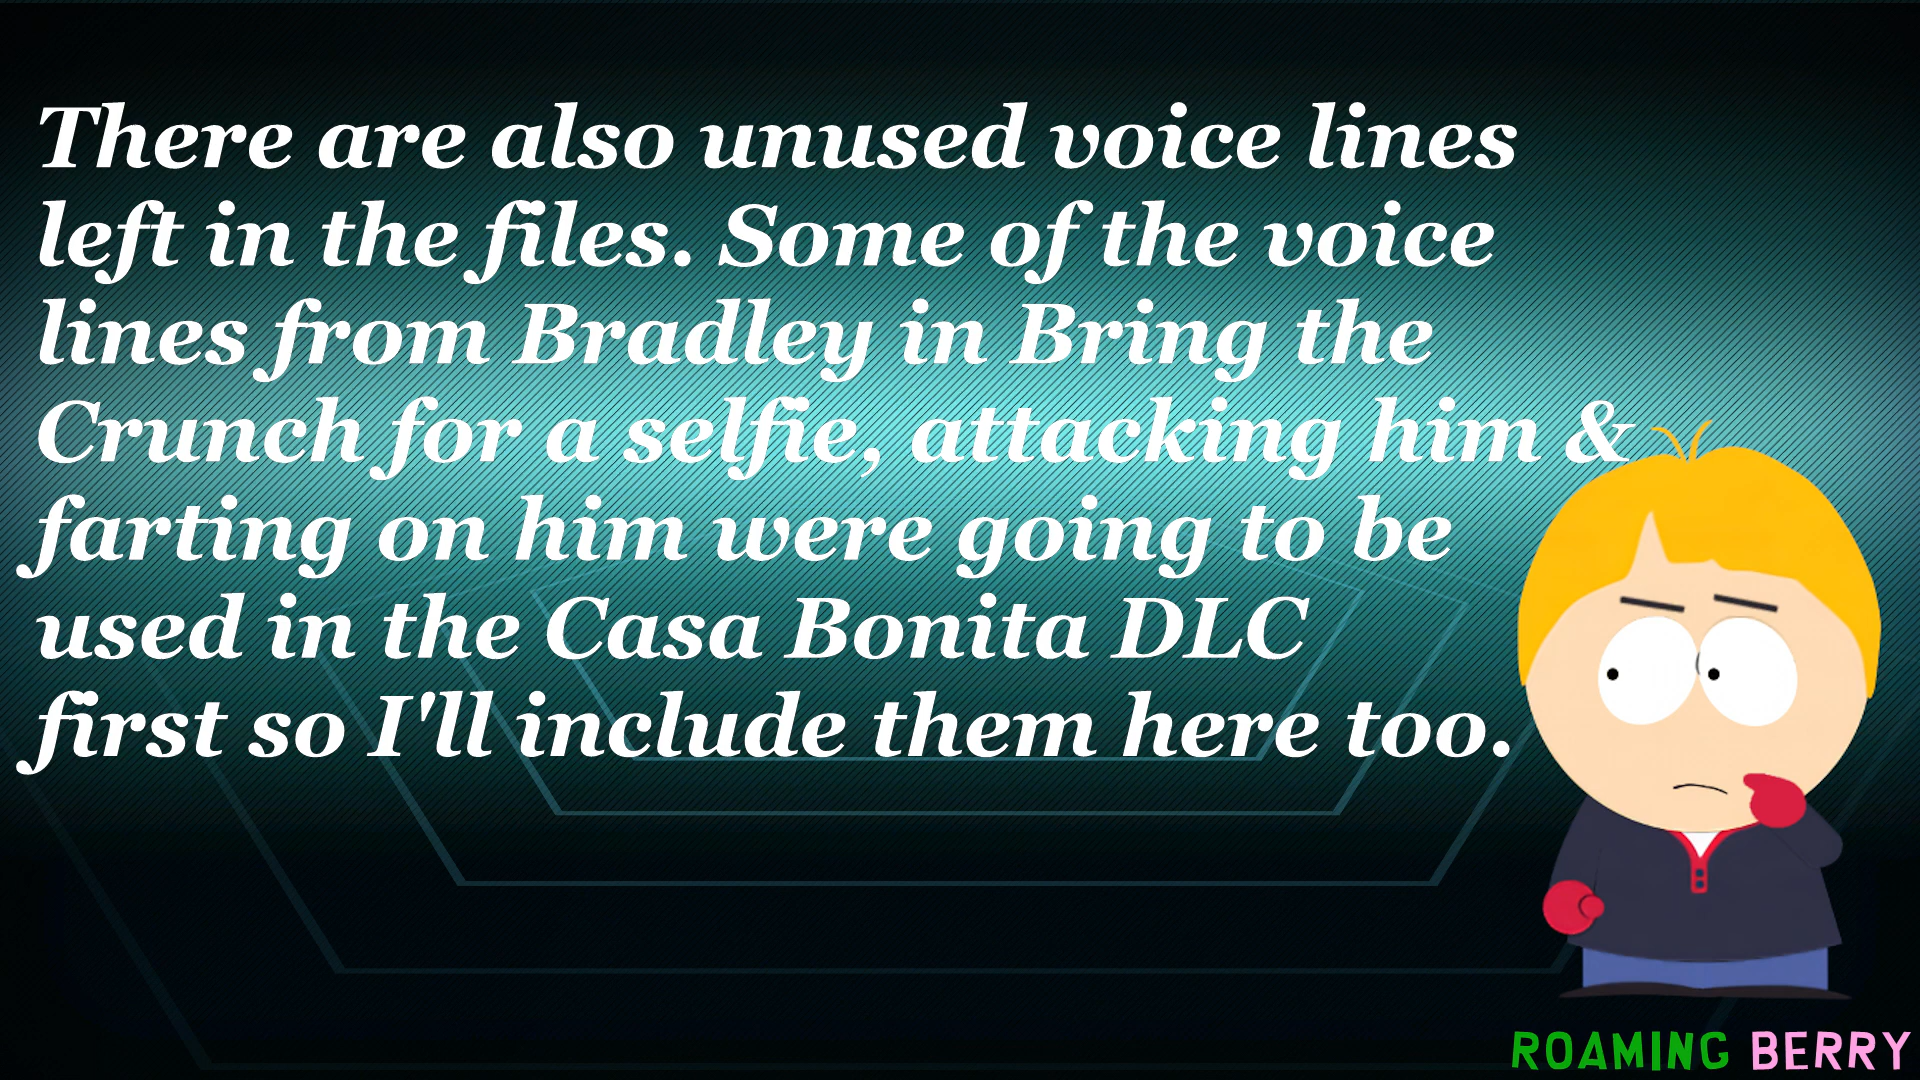 There are also unused voice lines
left in the files. Some of the voice
lines from Bradley in Bring the
Crunch for a selfie, attacking him &
farting on him were going to be
used in the Casa Bonita DLC
first so I'll include them here too.
ROAMING BERRY